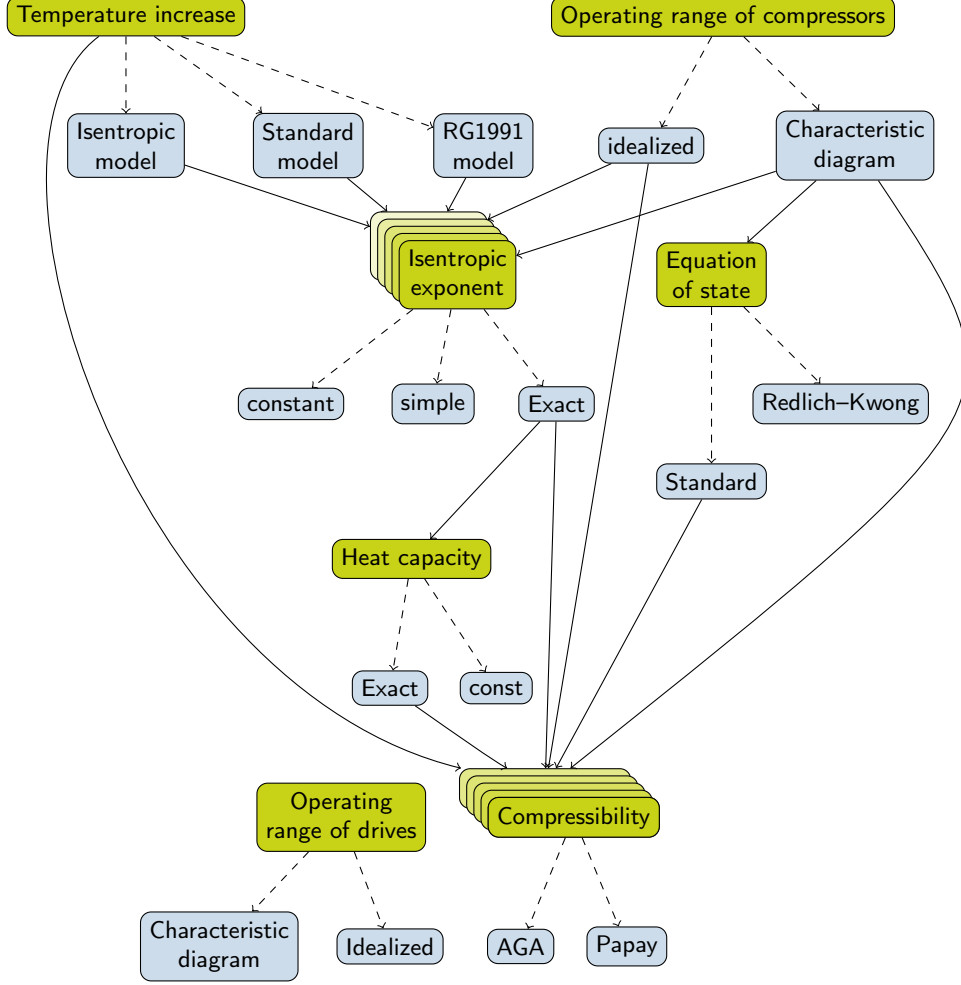 Temperature increase
Operating range of compressors
Isentropic
model
Standard
model
RG1991
model
idealized
Characteristic
diagram
Isentropic
exponent
Equation
of state
constant
simple
Exact
Redlich–Kwong
Standard
Heat capacity
Exact
const
Operating
range of drives
Compressibility
Characteristic
diagram
Idealized
AGA
Papay